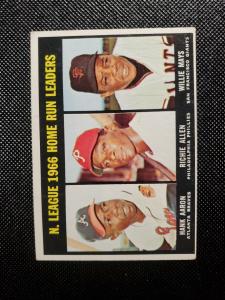 N. LEAGUE 1966 HOME RUN LEADERS
HANK AARON
ATLANTA BRAVES
RICHIE ALLEN
PHILADELPHIA PHILLIES
WILLIE MAYS
SAN FRANCISCO GIANTS